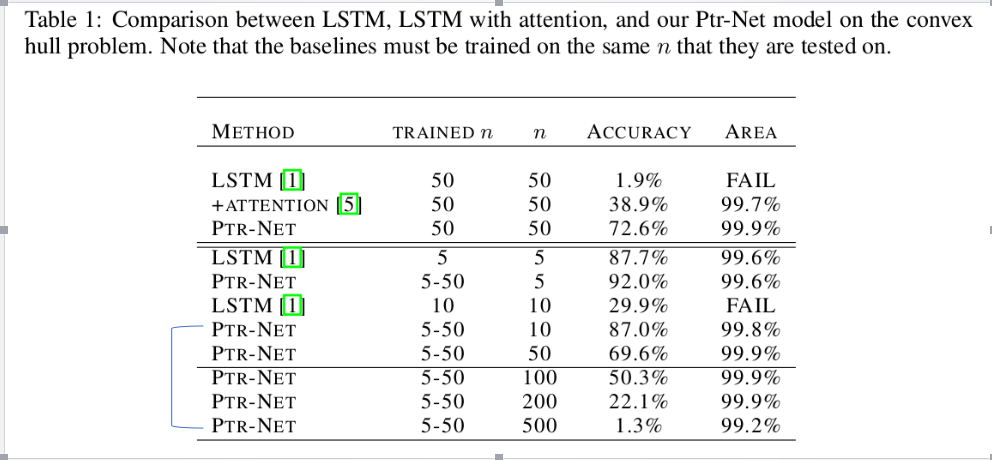 Table 1: Comparison between LSTM, LSTM with attention, and our Ptr-Net model on the convex
hull problem. Note that the baselines must be trained on the same n that they are tested on.
METHOD TRAINED n n ACCURACY AREA
LSTM [1] 50 50 1.9% FAIL
+ATTENTION [5] 50 50 38.9% 99.7%
PTR-NET 50 50 72.6% 99.9%
LSTM [1] 5 5 87.7% 99.6%
PTR-NET 5-50 5 92.0% 99.6%
LSTM [1] 10 10 29.9% FAIL
PTR-NET 5-50 10 87.0% 99.8%
PTR-NET 5-50 50 69.6% 99.9%
PTR-NET 5-50 100 50.3% 99.9%
PTR-NET 5-50 200 22.1% 99.9%
PTR-NET 5-50 500 1.3% 99.2%